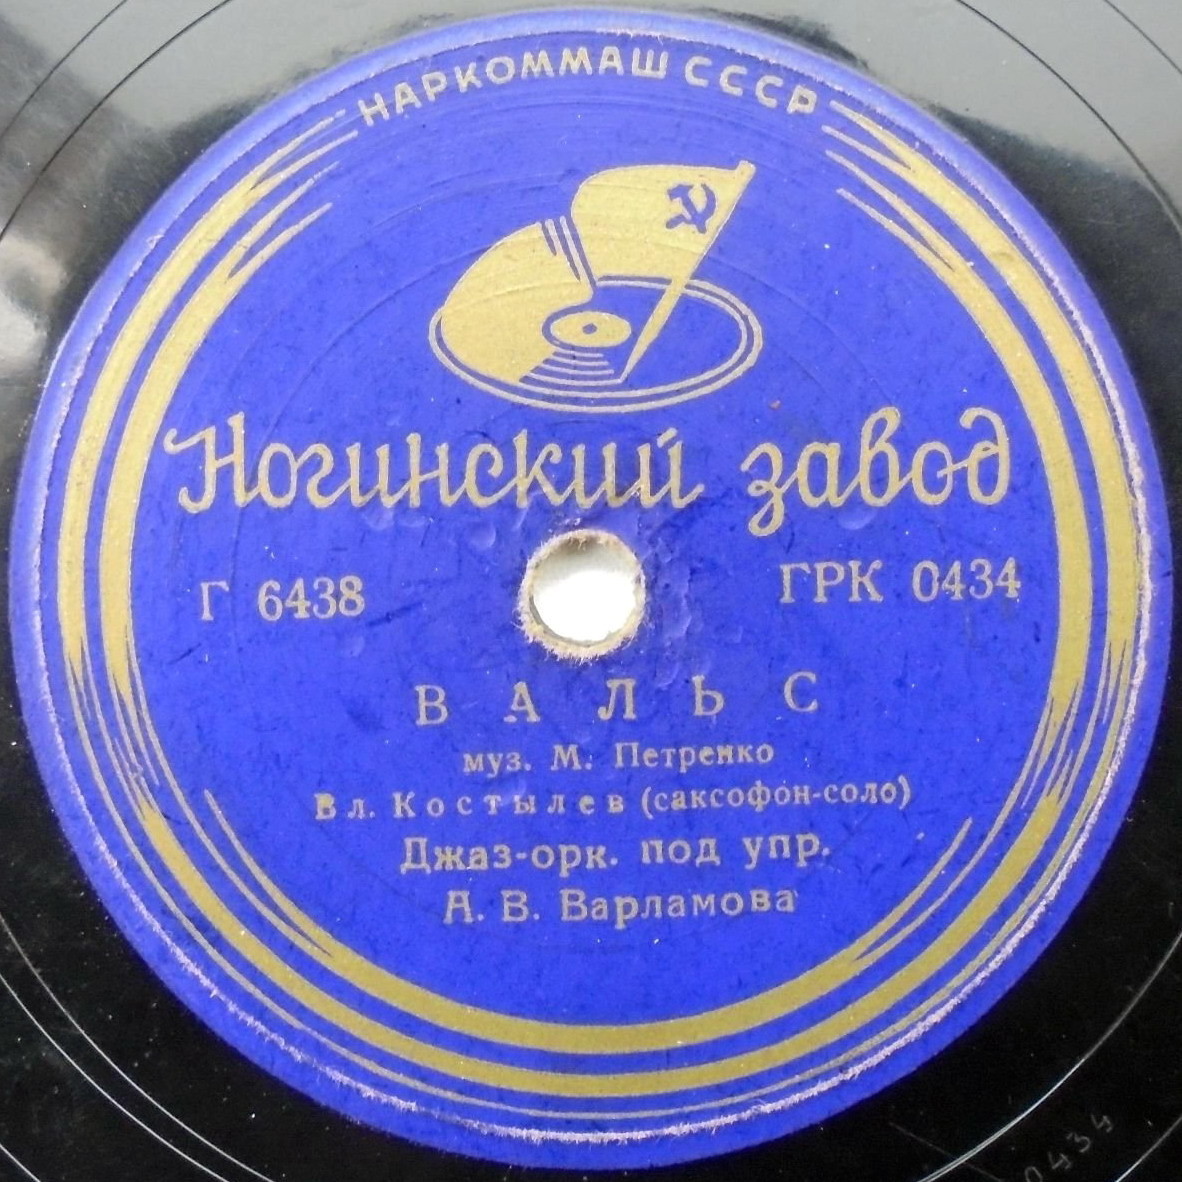 НАРКОММАШ СССР
Ногинский завод
Г 6438 ГРК 0434
ВАЛЬС
муз. М. Петренко
Вл. Костылев (саксофон-соло)
Джаз-орк. под упр.
А. В. Варламова
0434